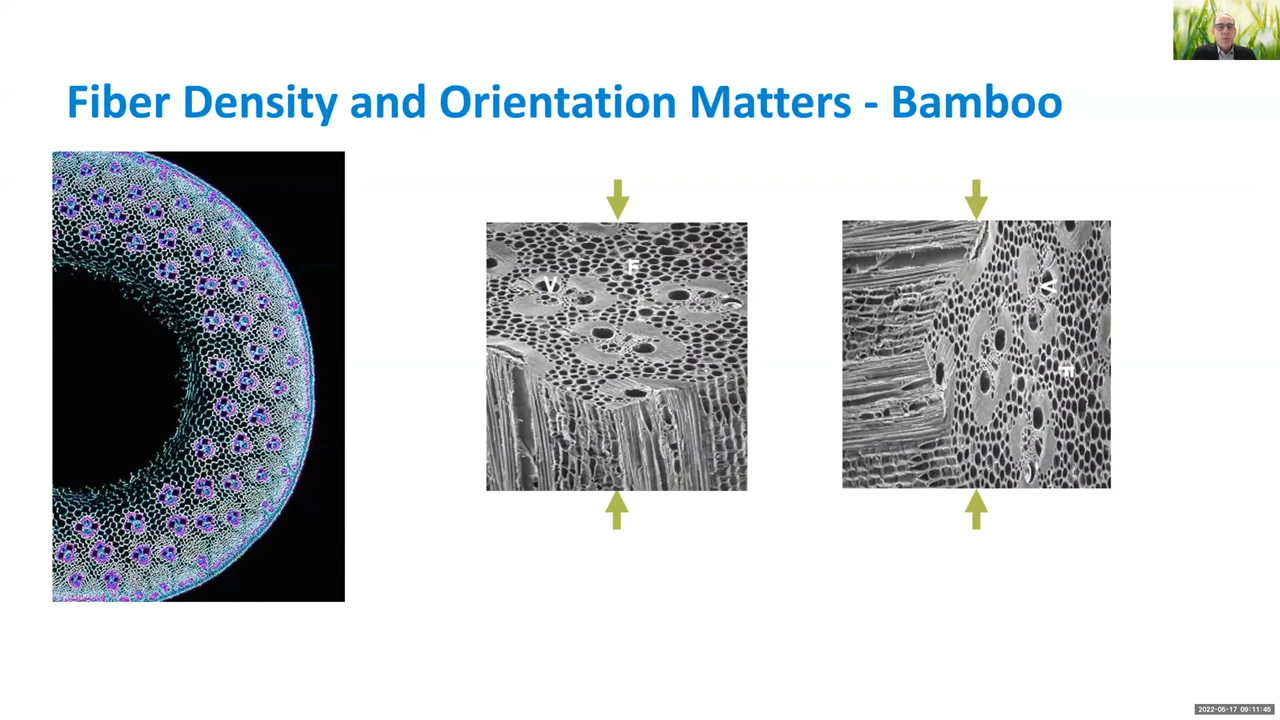 Fiber Density and Orientation Matters - Bamboo
F
V
V
F
2022-05-17 09:11:45